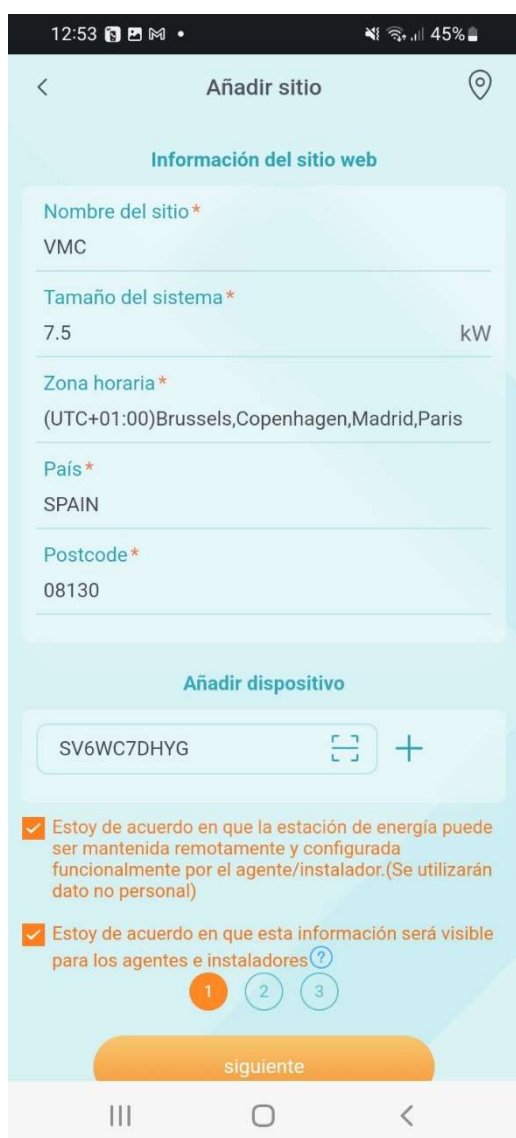 12:53 45%
Añadir sitio
Información del sitio web
Nombre del sitio*
VMC
Tamaño del sistema*
7.5 kW
Zona horaria*
(UTC+01:00)Brussels,Copenhagen,Madrid,Paris
País*
SPAIN
Postcode*
08130
Añadir dispositivo
SV6WC7DHYG
Estoy de acuerdo en que la estación de energía puede
ser mantenida remotamente y configurada
funcionalmente por el agente/instalador.(Se utilizarán
dato no personal)
Estoy de acuerdo en que esta información será visible
para los agentes e instaladores?
1 2 3
siguiente